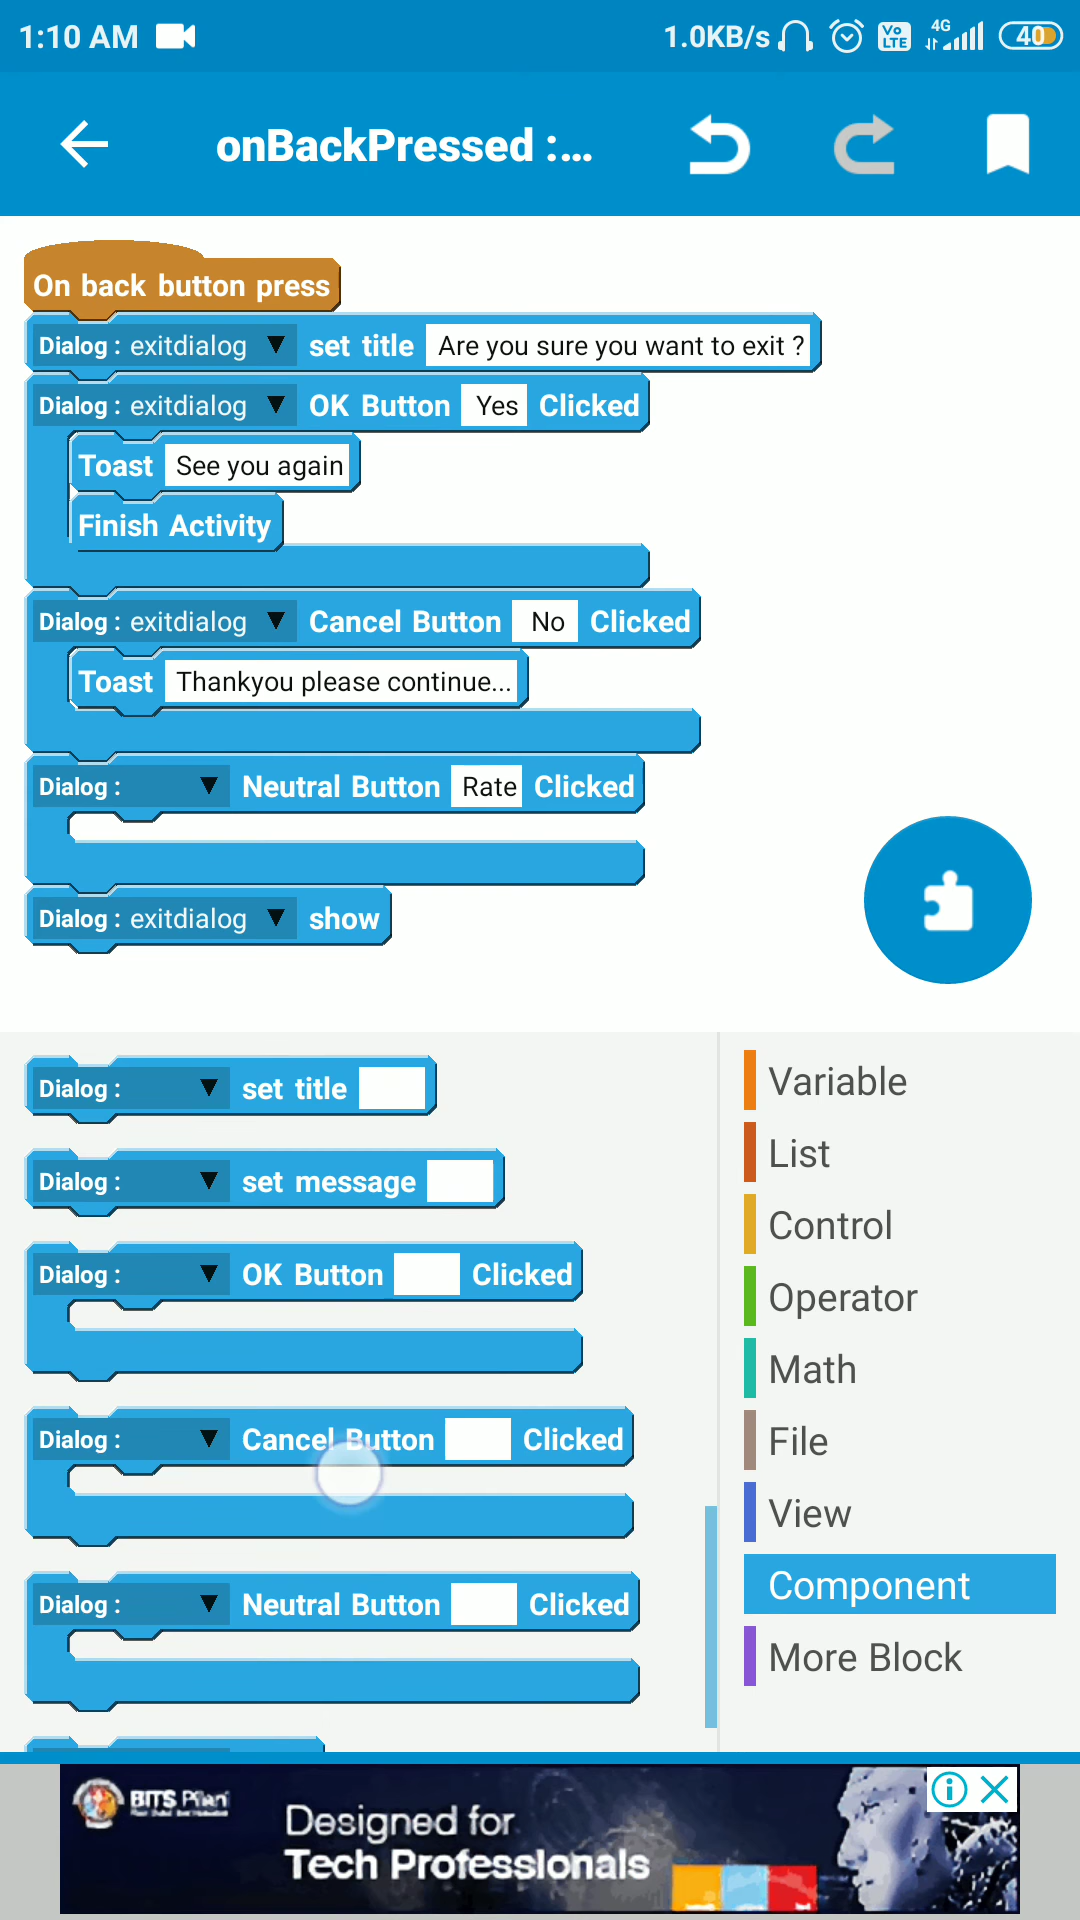 1:10 AM 1.0KB/s Vo LTE 4G 40
onBackPressed :...
On back button press
Dialog : exitdialog set title Are you sure you want to exit ?
Dialog : exitdialog OK Button Yes Clicked
Toast See you again
Finish Activity
Dialog : exitdialog Cancel Button No Clicked
Toast Thankyou please continue...
Dialog : Neutral Button Rate Clicked
Dialog : exitdialog show
Dialog : set title
Dialog : set message
Dialog : OK Button Clicked
Dialog : Cancel Button Clicked
Dialog : Neutral Button Clicked
Variable
List
Control
Operator
Math
File
View
Component
More Block
BITS Pilani
Designed for
Tech Professionals